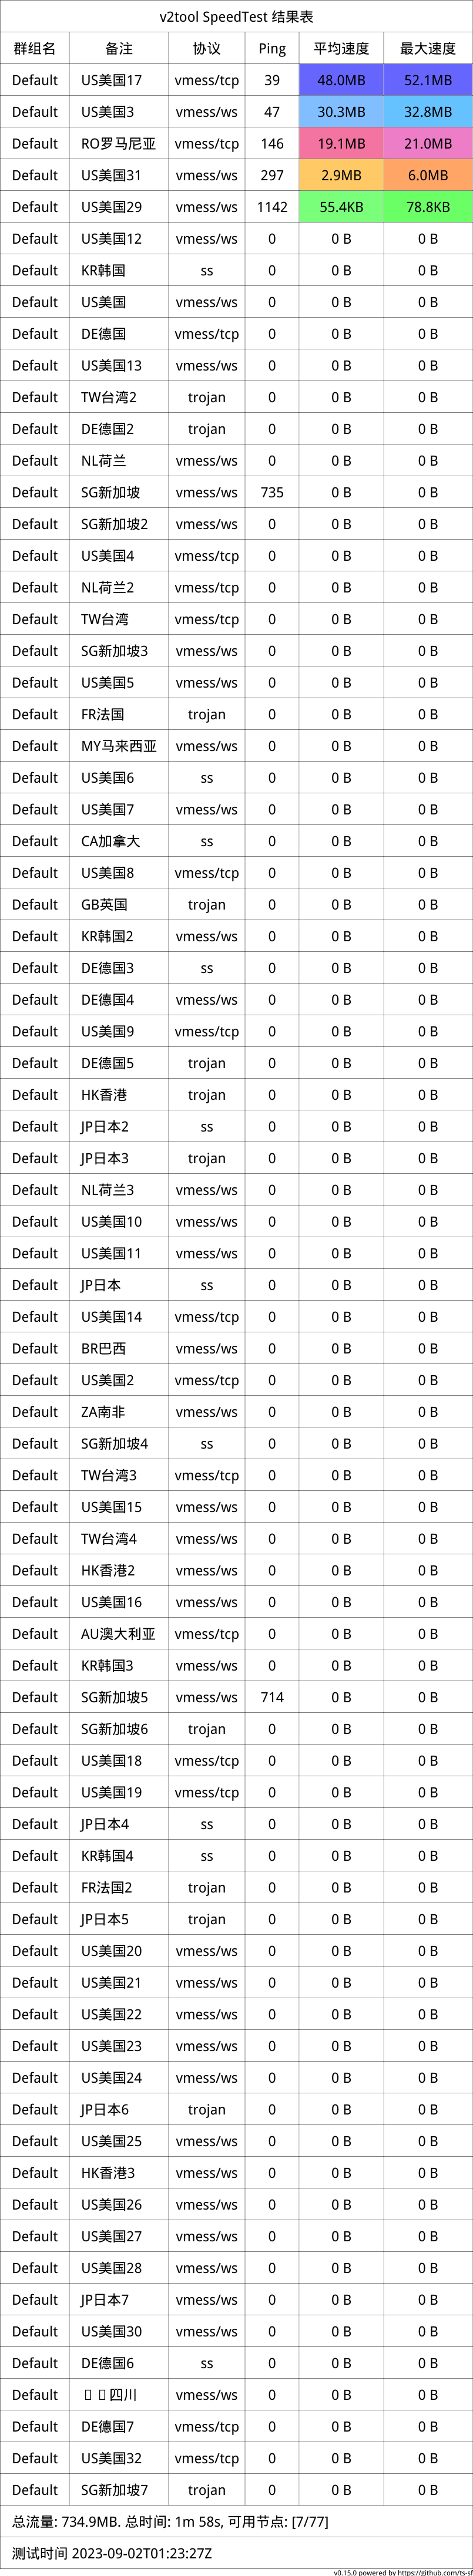 v2tool SpeedTest 结果表
群组名 备注 协议 Ping 平均速度 最大速度
Default US美国17 vmess/tcp 39 48.0MB 52.1MB
Default US美国3 vmess/ws 47 30.3MB 32.8MB
Default RO罗马尼亚 vmess/tcp 146 19.1MB 21.0MB
Default US美国31 vmess/ws 297 2.9MB 6.0MB
Default US美国29 vmess/ws 1142 55.4KB 78.8KB
Default US美国12 vmess/ws 0 0 B 0 B
Default KR韩国 ss 0 0 B 0 B
Default US美国 vmess/ws 0 0 B 0 B
Default DE德国 vmess/tcp 0 0 B 0 B
Default US美国13 vmess/ws 0 0 B 0 B
Default TW台湾2 trojan 0 0 B 0 B
Default DE德国2 trojan 0 0 B 0 B
Default NL荷兰 vmess/ws 0 0 B 0 B
Default SG新加坡 vmess/ws 735 0 B 0 B
Default SG新加坡2 vmess/ws 0 0 B 0 B
Default US美国4 vmess/tcp 0 0 B 0 B
Default NL荷兰2 vmess/tcp 0 0 B 0 B
Default TW台湾 vmess/tcp 0 0 B 0 B
Default SG新加坡3 vmess/ws 0 0 B 0 B
Default US美国5 vmess/ws 0 0 B 0 B
Default FR法国 trojan 0 0 B 0 B
Default MY马来西亚 vmess/ws 0 0 B 0 B
Default US美国6 ss 0 0 B 0 B
Default US美国7 vmess/ws 0 0 B 0 B
Default CA加拿大 ss 0 0 B 0 B
Default US美国8 vmess/tcp 0 0 B 0 B
Default GB英国 trojan 0 0 B 0 B
Default KR韩国2 vmess/ws 0 0 B 0 B
Default DE德国3 ss 0 0 B 0 B
Default DE德国4 vmess/ws 0 0 B 0 B
Default US美国9 vmess/tcp 0 0 B 0 B
Default DE德国5 trojan 0 0 B 0 B
Default HK香港 trojan 0 0 B 0 B
Default JP日本2 ss 0 0 B 0 B
Default JP日本3 trojan 0 0 B 0 B
Default NL荷兰3 vmess/ws 0 0 B 0 B
Default US美国10 vmess/ws 0 0 B 0 B
Default US美国11 vmess/ws 0 0 B 0 B
Default JP日本 ss 0 0 B 0 B
Default US美国14 vmess/tcp 0 0 B 0 B
Default BR巴西 vmess/ws 0 0 B 0 B
Default US美国2 vmess/tcp 0 0 B 0 B
Default ZA南非 vmess/ws 0 0 B 0 B
Default SG新加坡4 ss 0 0 B 0 B
Default TW台湾3 vmess/tcp 0 0 B 0 B
Default US美国15 vmess/ws 0 0 B 0 B
Default TW台湾4 vmess/ws 0 0 B 0 B
Default HK香港2 vmess/ws 0 0 B 0 B
Default US美国16 vmess/ws 0 0 B 0 B
Default AU澳大利亚 vmess/tcp 0 0 B 0 B
Default KR韩国3 vmess/ws 0 0 B 0 B
Default SG新加坡5 vmess/ws 714 0 B 0 B
Default SG新加坡6 trojan 0 0 B 0 B
Default US美国18 vmess/tcp 0 0 B 0 B
Default US美国19 vmess/tcp 0 0 B 0 B
Default JP日本4 ss 0 0 B 0 B
Default KR韩国4 ss 0 0 B 0 B
Default FR法国2 trojan 0 0 B 0 B
Default JP日本5 trojan 0 0 B 0 B
Default US美国20 vmess/ws 0 0 B 0 B
Default US美国21 vmess/ws 0 0 B 0 B
Default US美国22 vmess/ws 0 0 B 0 B
Default US美国23 vmess/ws 0 0 B 0 B
Default US美国24 vmess/ws 0 0 B 0 B
Default JP日本6 trojan 0 0 B 0 B
Default US美国25 vmess/ws 0 0 B 0 B
Default HK香港3 vmess/ws 0 0 B 0 B
Default US美国26 vmess/ws 0 0 B 0 B
Default US美国27 vmess/ws 0 0 B 0 B
Default US美国28 vmess/ws 0 0 B 0 B
Default JP日本7 vmess/ws 0 0 B 0 B
Default US美国30 vmess/ws 0 0 B 0 B
Default DE德国6 ss 0 0 B 0 B
Default 四川 vmess/ws 0 0 B 0 B
Default DE德国7 vmess/tcp 0 0 B 0 B
Default US美国32 vmess/tcp 0 0 B 0 B
Default SG新加坡7 trojan 0 0 B 0 B
总流量: 734.9MB. 总时间: 1m 58s, 可用节点: [7/77]
测试时间 2023-09-02T01:23:27Z
v0.15.0 powered by https://github.com/ts-sf